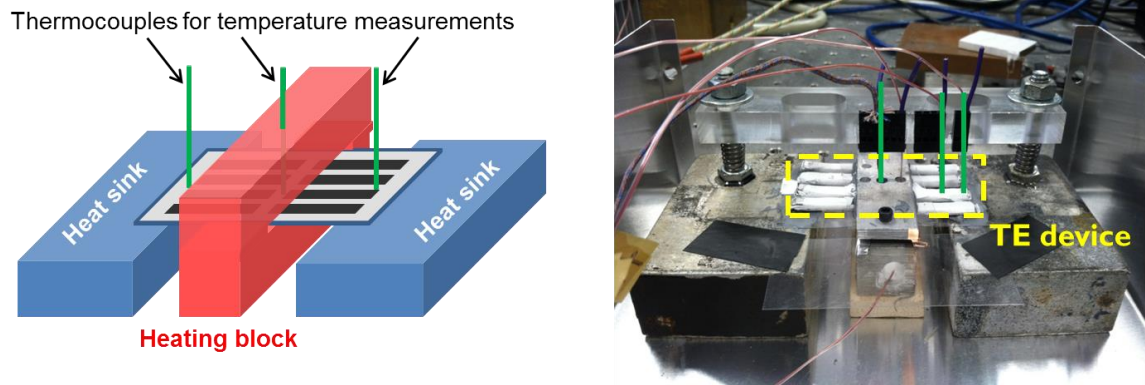 Thermocouples for temperature measurements
Heat sink
Heat sink
Heating block
TE device